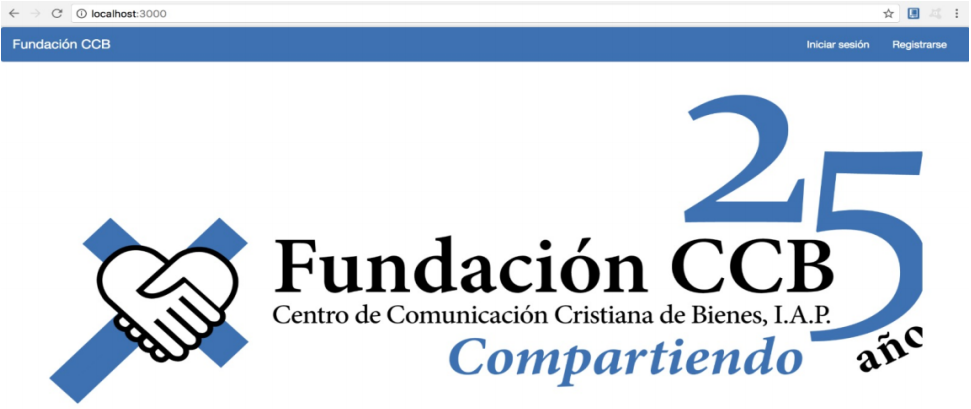 localhost:3000
Fundación CCB
Iniciar sesión
Registrarse
25
Fundación CCB
Centro de Comunicación Cristiana de Bienes, I.A.P.
Compartiendo
año